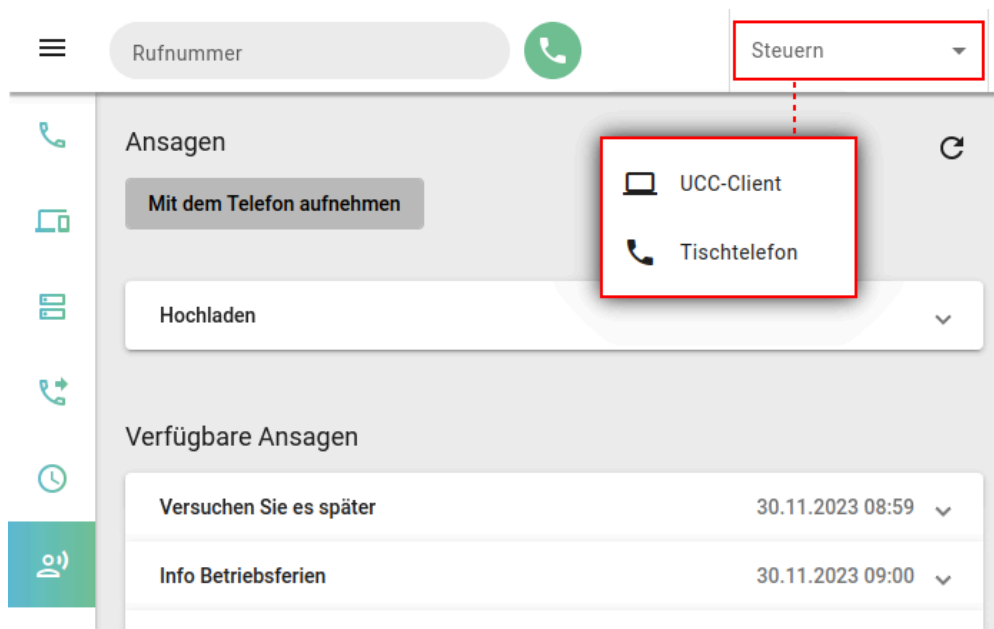 Rufnummer
Steuern
Ansagen
UCC-Client
Mit dem Telefon aufnehmen
Tischtelefon
Hochladen
Verfügbare Ansagen
Versuchen Sie es später 30.11.2023 08:59
Info Betriebsferien 30.11.2023 09:00